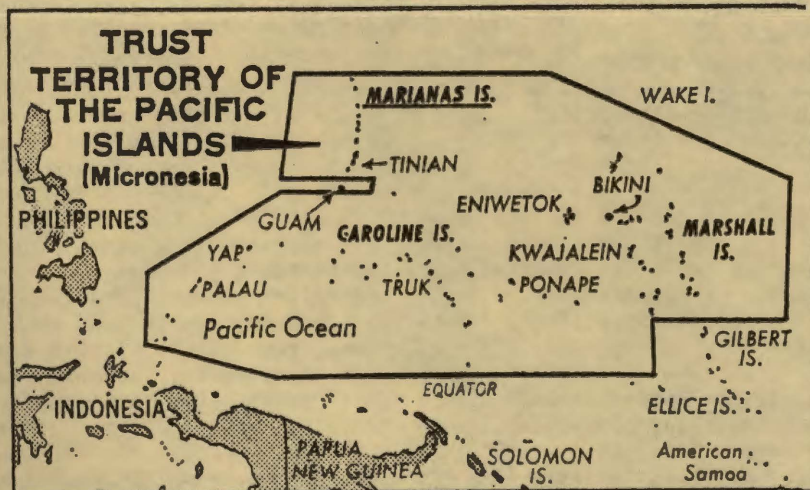 TRUST
TERRITORY OF
THE PACIFIC
ISLANDS
(Micronesia)
MARIANAS IS.
WAKE I.
TINIAN
BIKINI
ENIWETOK
PHILIPPINES
GUAM
CAROLINE IS.
MARSHALL
IS.
YAP
KWAJALEIN
PALAU
TRUK
PONAPE
Pacific Ocean
GILBERT
IS.
EQUATOR
INDONESIA
ELLICE IS.
PAPUA
NEW GUINEA
SOLOMON
IS.
American
Samoa